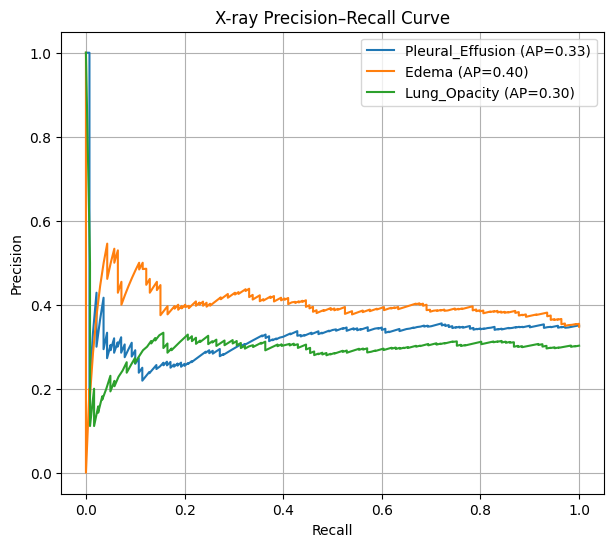 X-ray Precision–Recall Curve
Pleural_Effusion (AP=0.33)
Edema (AP=0.40)
Lung_Opacity (AP=0.30)
Precision
1.0
0.8
0.6
0.4
0.2
0.0
0.0 0.2 0.4 0.6 0.8 1.0
Recall